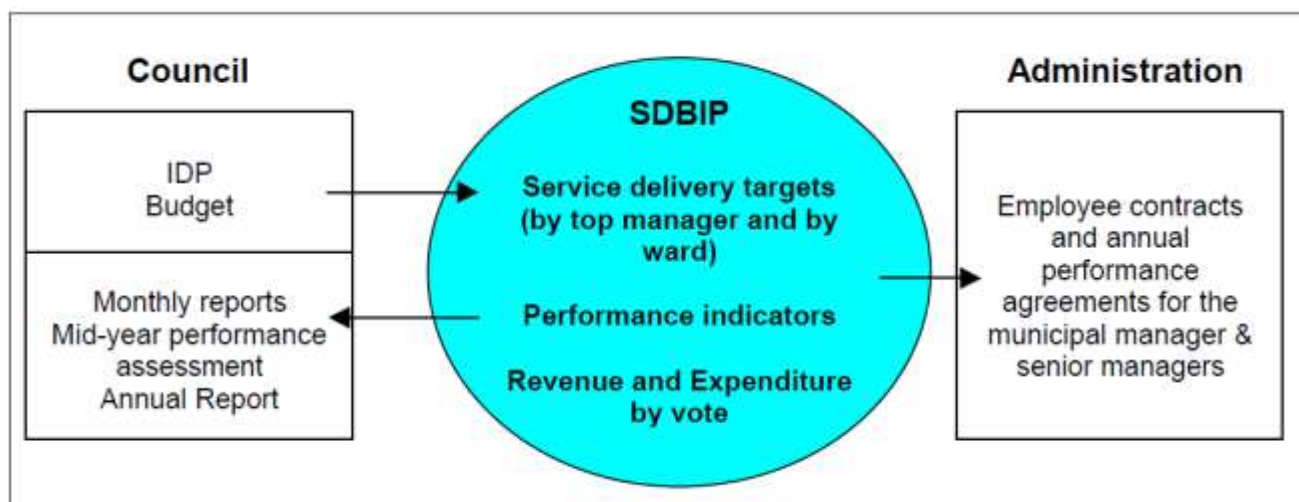 Council
IDP
Budget
Monthly reports
Mid-year performance
assessment
Annual Report
SDBIP
Service delivery targets
(by top manager and by
ward)
Performance indicators
Revenue and Expenditure
by vote
Administration
Employee contracts
and annual
performance
agreements for the
municipal manager &
senior managers